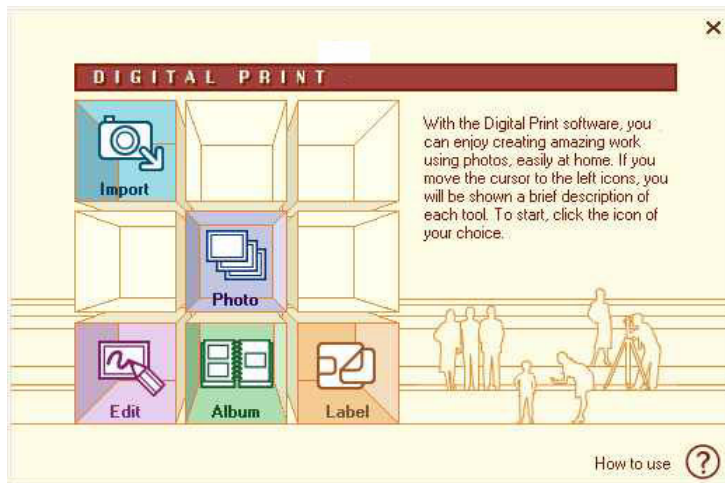 DIGITAL PRINT
Import
With the Digital Print software, you
can enjoy creating amazing work
using photos, easily at home. If you
move the cursor to the left icons, you
will be shown a brief description of
each tool. To start, click the icon of
your choice.
Photo
Edit
Album
Label
How to use
?